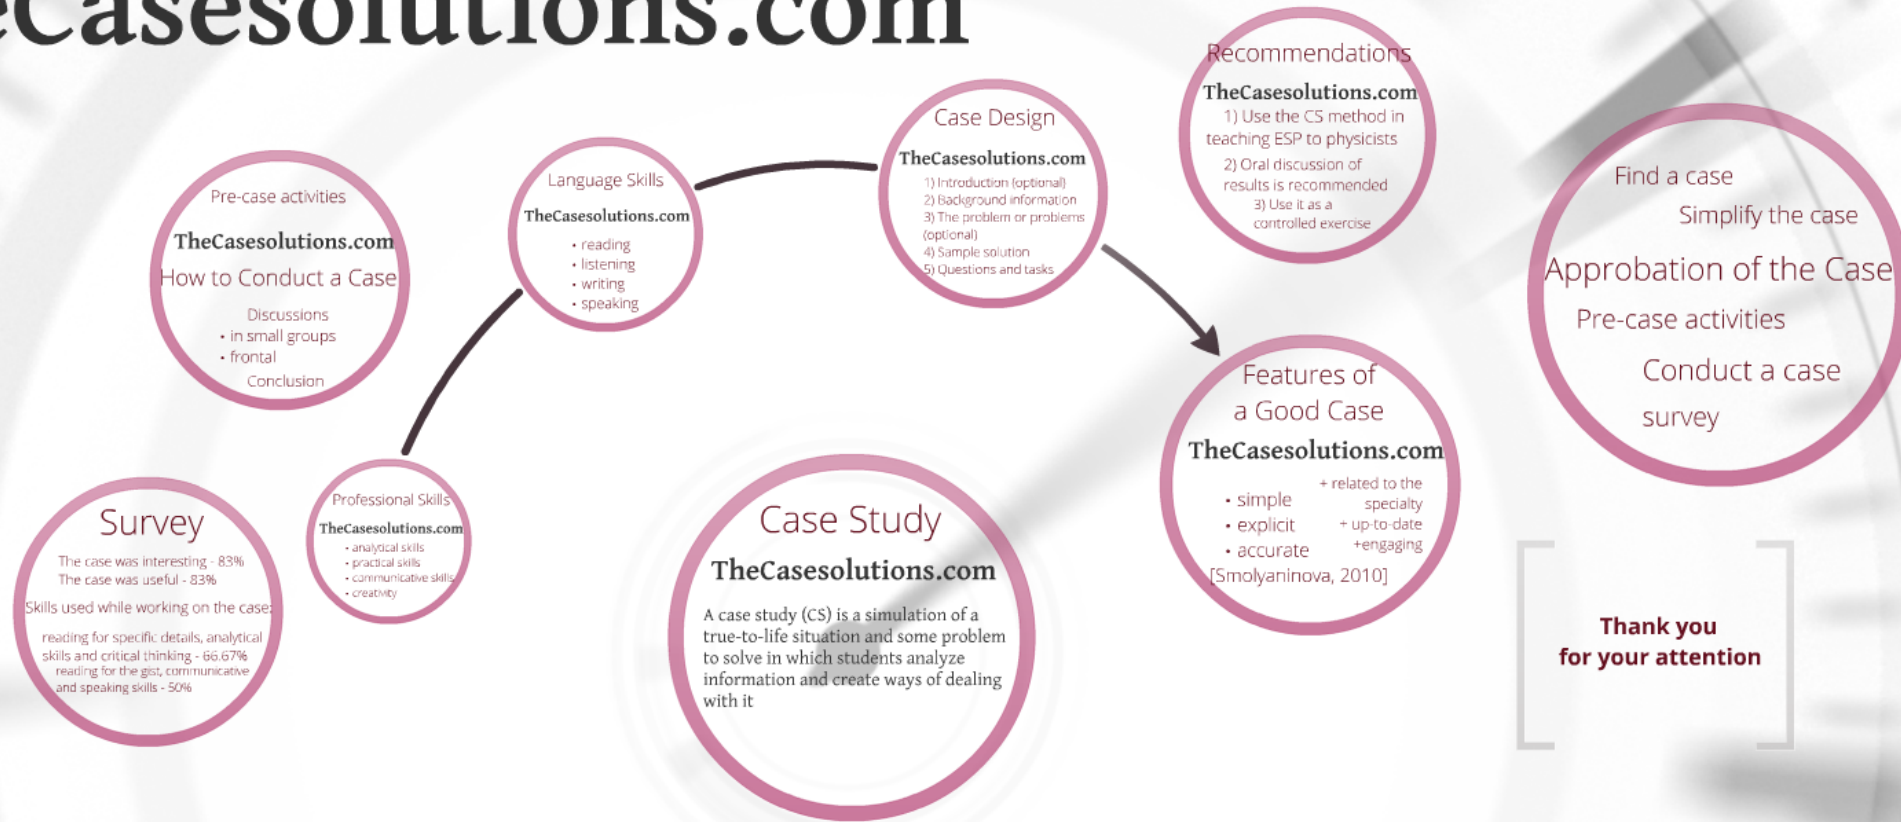 eCasesolutions.com
Pre-case activities
TheCasesolutions.com
How to Conduct a Case
Discussions
• in small groups
• frontal
Conclusion
Language Skills
TheCasesolutions.com
• reading
• listening
• writing
• speaking
Case Design
TheCasesolutions.com
1) Introduction (optional)
2) Background information
3) The problem or problems
(optional)
4) Sample solution
5) Questions and tasks
Recommendations
TheCasesolutions.com
1) Use the CS method in
teaching ESP to physicists
2) Oral discussion of
results is recommended
3) Use it as a
controlled exercise
Find a case
Simplify the case
Approbation of the Case
Pre-case activities
Conduct a case
survey
Survey
The case was interesting - 83%
The case was useful - 83%
Skills used while working on the case:
reading for specific details, analytical
skills and critical thinking - 66.67%
reading for the gist, communicative
and speaking skills - 50%
Professional Skills
TheCasesolutions.com
• analytical skills
• practical skills
• communicative skills
• creativity
Case Study
TheCasesolutions.com
A case study (CS) is a simulation of a
true-to-life situation and some problem
to solve in which students analyze
information and create ways of dealing
with it
Features of
a Good Case
TheCasesolutions.com
• simple
• explicit
• accurate
+ related to the
specialty
+ up-to-date
+engaging
[Smolyaninova, 2010]
Thank you
for your attention